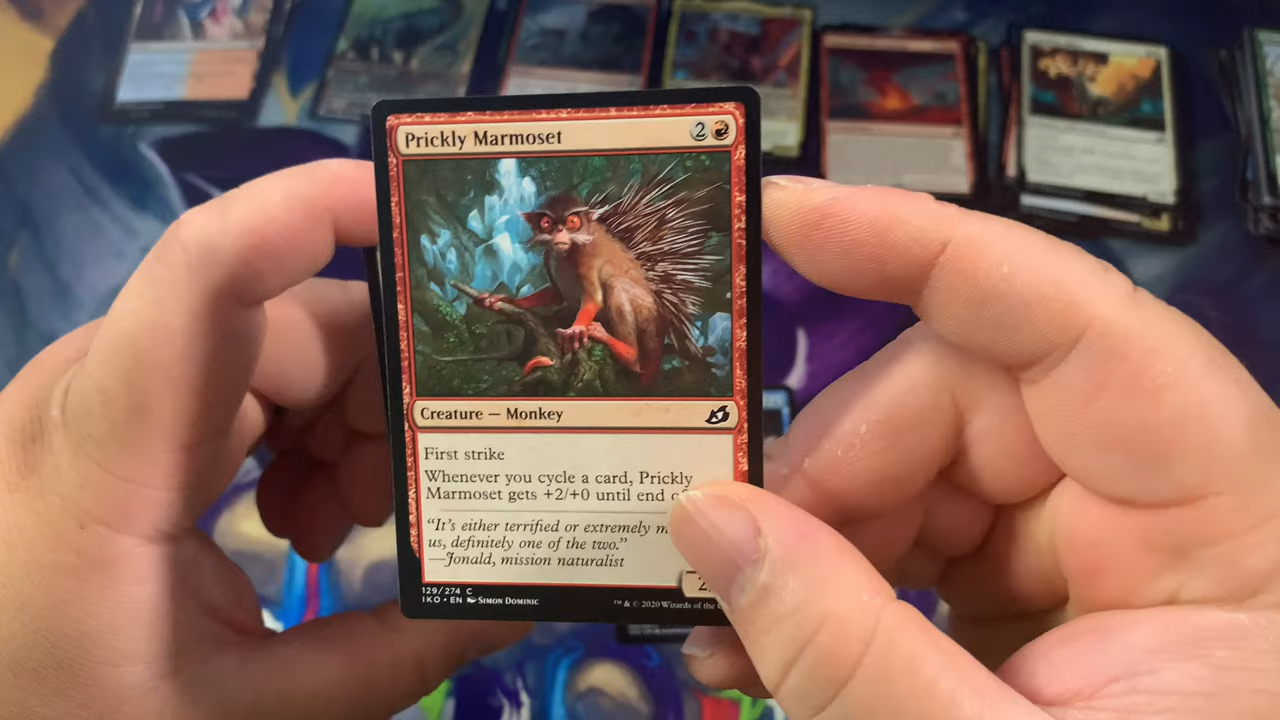 Prickly Marmoset 2
Creature — Monkey
First strike
Whenever you cycle a card, Prickly
Marmoset gets +2/+0 until end
“It's either terrified or extremely
us, definitely one of the two.”
—Jonald, mission naturalist
2
129/274 C
IKO • EN Simon Dominic
™ & © 2020 Wizards of the